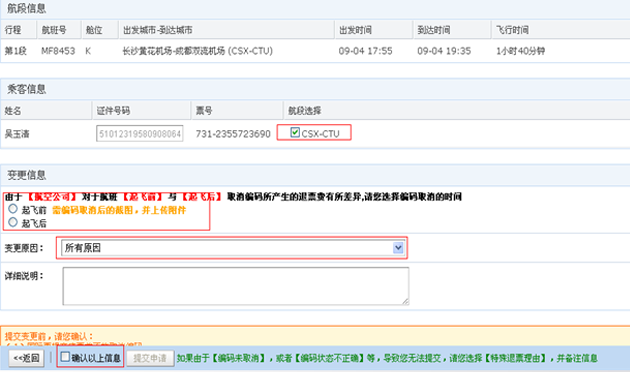 航段信息
行程 航班号 舱位 出发城市-到达城市 出发时间 到达时间 飞行时间
第1段 MF8453 K 长沙黄花机场-成都双流机场 (CSX-CTU) 09-04 17:55 09-04 19:35 1小时40分钟
乘客信息
姓名 证件号码 票号 航段选择
吴玉清 51012319580908064 731-2355723690 CSX-CTU
变更信息
由于【航空公司】对于航班【起飞前】与【起飞后】取消编码所产生的退票费有所差异,请您选择编码取消的时间
起飞前 需编码取消后的截图，并上传附件
起飞后
变更原因： 所有原因
详细说明：
提交变更前，请您确认：
<<返回 确认以上信息 提交申请 如果由于【编码未取消】，或者【编码状态不正确】等，导致您无法提交，请您选择【特殊退票理由】，并备注信息